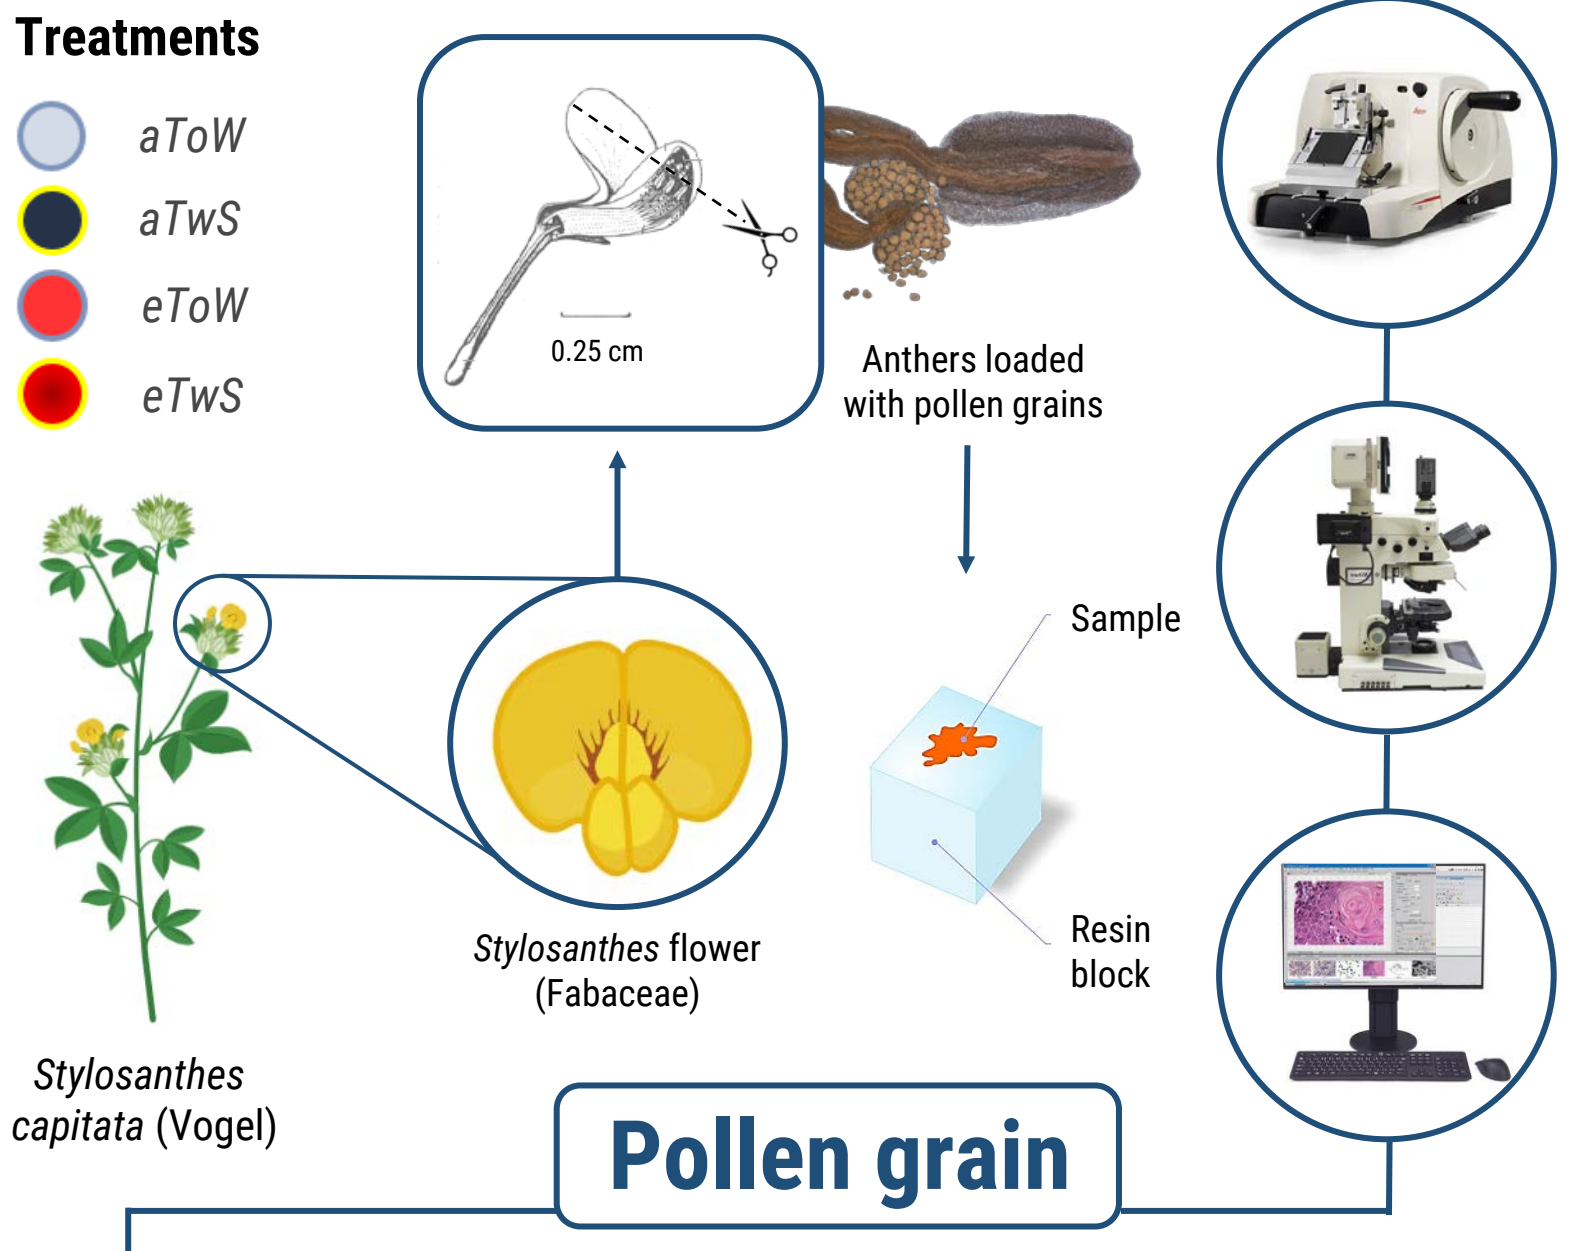 Treatments
aToW
aTwS
eToW
eTwS
0.25 cm
Anthers loaded
with pollen grains
Sample
Resin
block
Stylosanthes flower
(Fabaceae)
Stylosanthes
capitata (Vogel)
Pollen grain